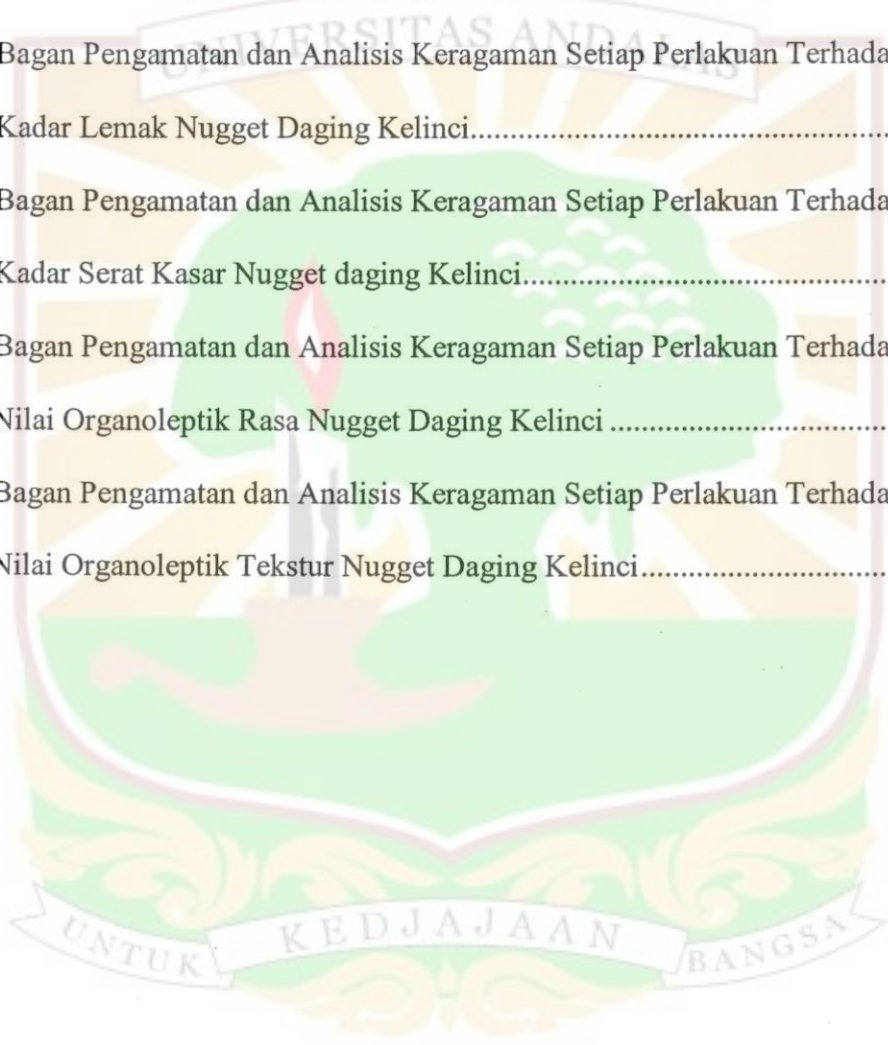 UNIVERSITAS ANDALAS
Bagan Pengamatan dan Analisis Keragaman Setiap Perlakuan Terhada
Kadar Lemak Nugget Daging Kelinci......................................................
Bagan Pengamatan dan Analisis Keragaman Setiap Perlakuan Terhada
Kadar Serat Kasar Nugget daging Kelinci..............................................
Bagan Pengamatan dan Analisis Keragaman Setiap Perlakuan Terhada
Nilai Organoleptik Rasa Nugget Daging Kelinci ...................................
Bagan Pengamatan dan Analisis Keragaman Setiap Perlakuan Terhada
Nilai Organoleptik Tekstur Nugget Daging Kelinci...............................
UNTUK KEDJAJAAN BANGSA